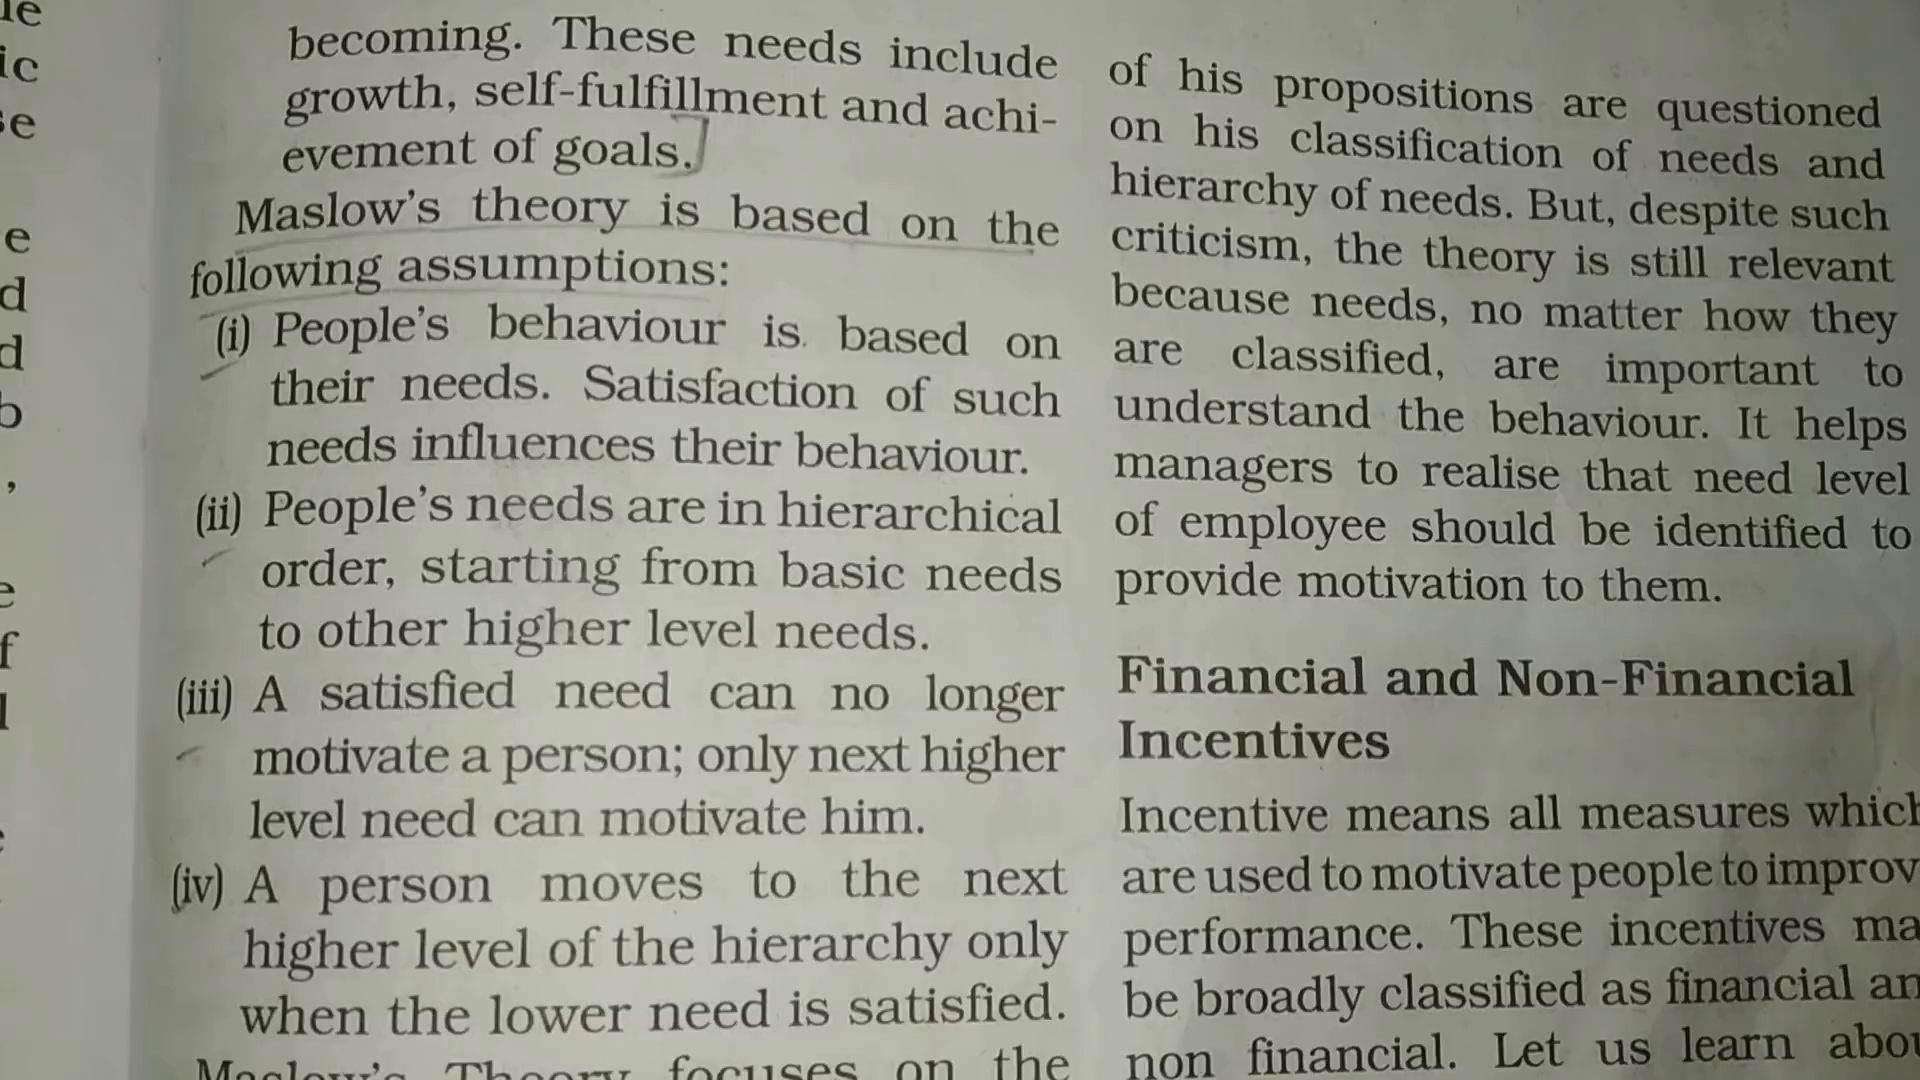 becoming. These needs include
growth, self-fulfillment and achi-
evement of goals.
Maslow's theory is based on the
following assumptions:
(i) People's behaviour is based on
their needs. Satisfaction of such
needs influences their behaviour.
(ii) People's needs are in hierarchical
order, starting from basic needs
to other higher level needs.
(iii) A satisfied need can no longer
motivate a person; only next higher
level need can motivate him.
(iv) A person moves to the next
higher level of the hierarchy only
when the lower need is satisfied.
Maslow's Theory focuses on the
of his propositions are questioned
on his classification of needs and
hierarchy of needs. But, despite such
criticism, the theory is still relevant
because needs, no matter how they
are classified, are important to
understand the behaviour. It helps
managers to realise that need level
of employee should be identified to
provide motivation to them.
Financial and Non-Financial
Incentives
Incentive means all measures which
are used to motivate people to improv
performance. These incentives ma
be broadly classified as financial an
non financial. Let us learn abou